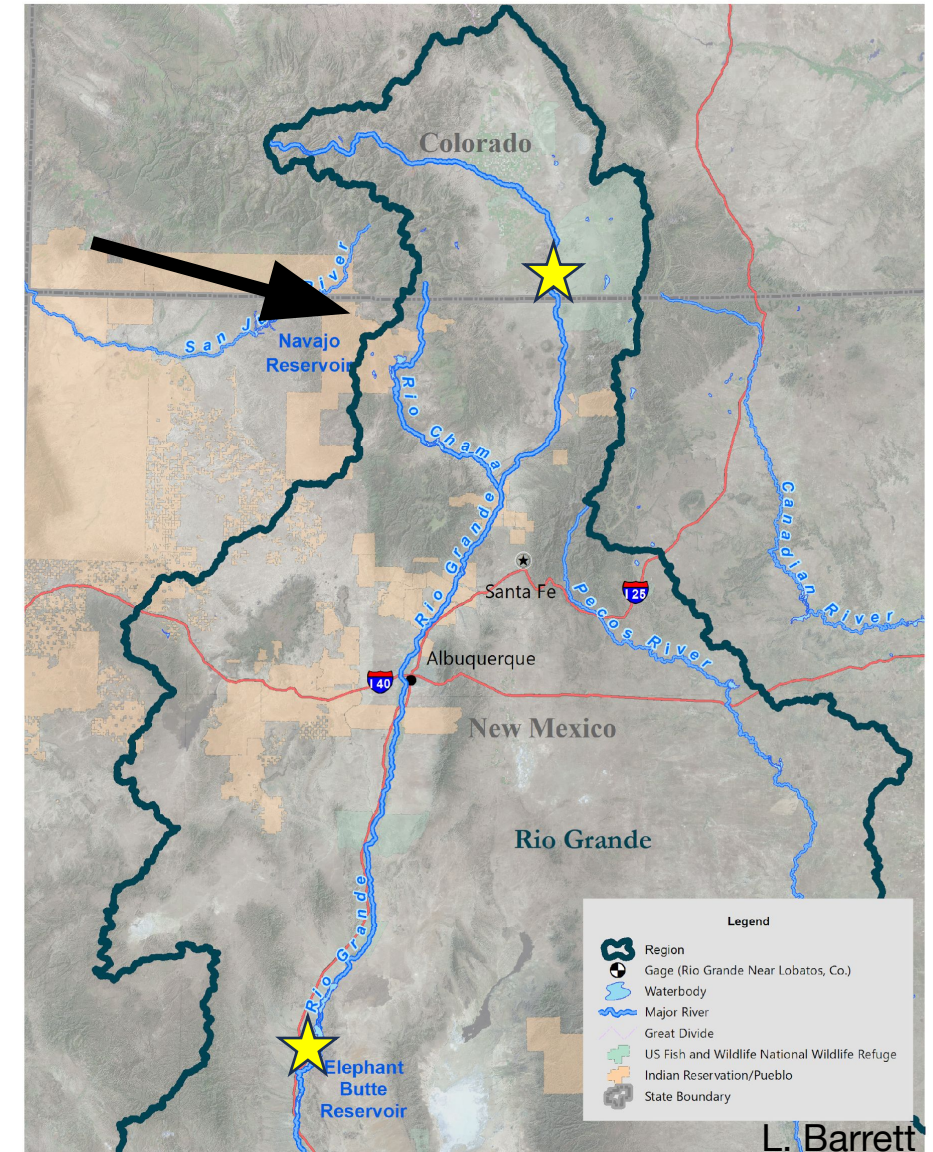 Colorado
San Ju River
Navajo
Reservoir
Rio Chama
Rio Grande
Canadian River
Santa Fe
I 25
Pecos River
Albuquerque
I 40
New Mexico
Rio Grande
Rio Grande
Elephant
Butte
Reservoir
Legend
Region
Gage (Rio Grande Near Lobatos, Co.)
Waterbody
Major River
Great Divide
US Fish and Wildlife National Wildlife Refuge
Indian Reservation/Pueblo
State Boundary
L. Barrett